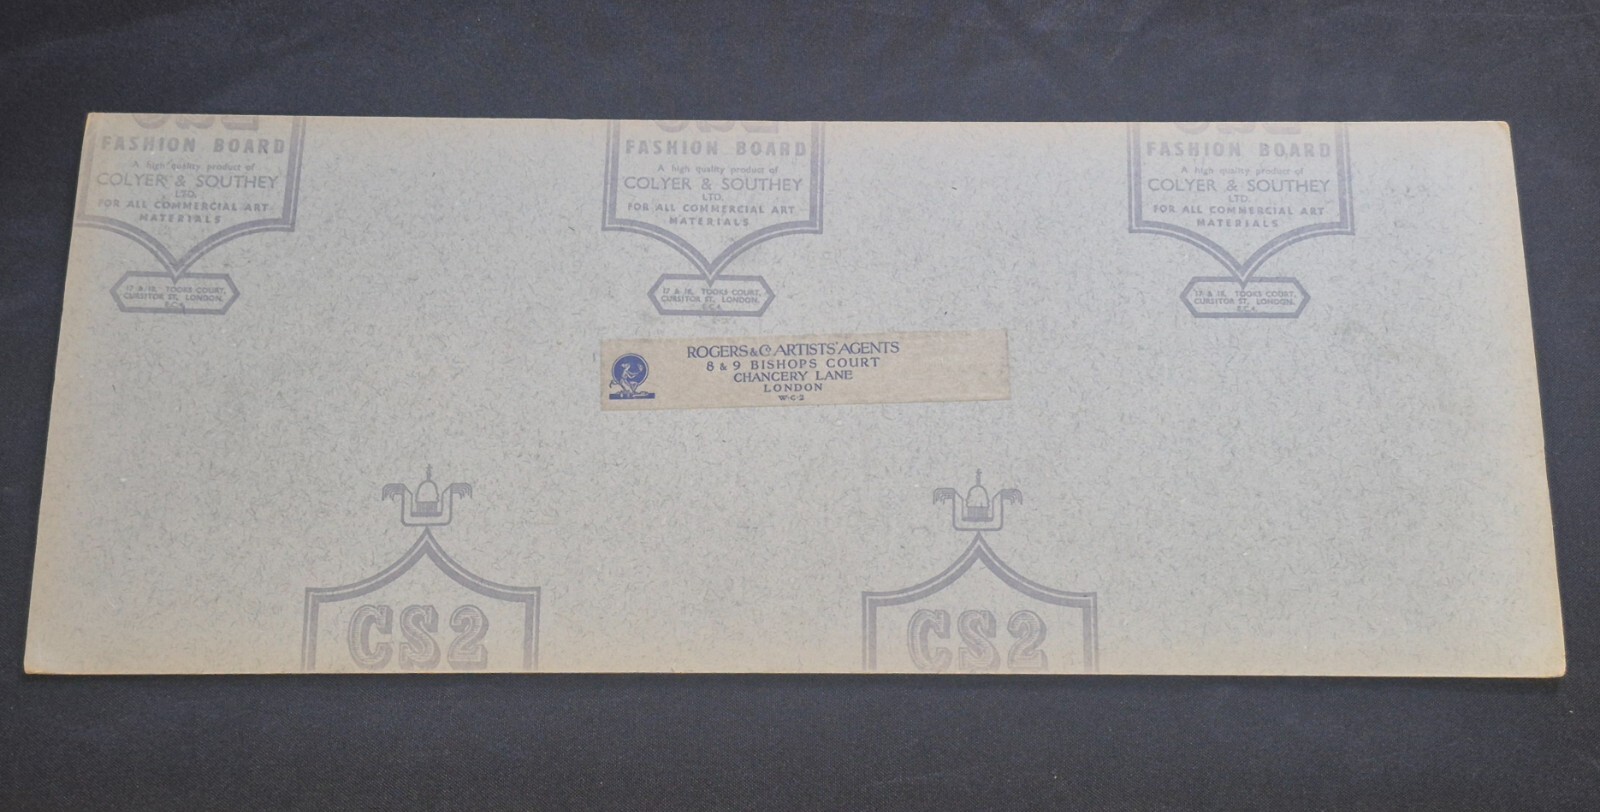 FASHION BOARD
A high quality product of
COLYER & SOUTHEY
LTD.
FOR ALL COMMERCIAL ART
MATERIALS
17 & 18, TOOKS COURT,
CURSITOR ST, LONDON,
E.C.4.
FASHION BOARD
A high quality product of
COLYER & SOUTHEY
LTD.
FOR ALL COMMERCIAL ART
MATERIALS
17 & 18, TOOKS COURT,
CURSITOR ST, LONDON,
E.C.4.
FASHION BOARD
A high quality product of
COLYER & SOUTHEY
LTD.
FOR ALL COMMERCIAL ART
MATERIALS
17 & 18, TOOKS COURT,
CURSITOR ST, LONDON,
E.C.4.
ROGERS & Co. ARTISTS' AGENTS
8 & 9 BISHOPS COURT
CHANCERY LANE
LONDON
W·C·2
CS2
CS2